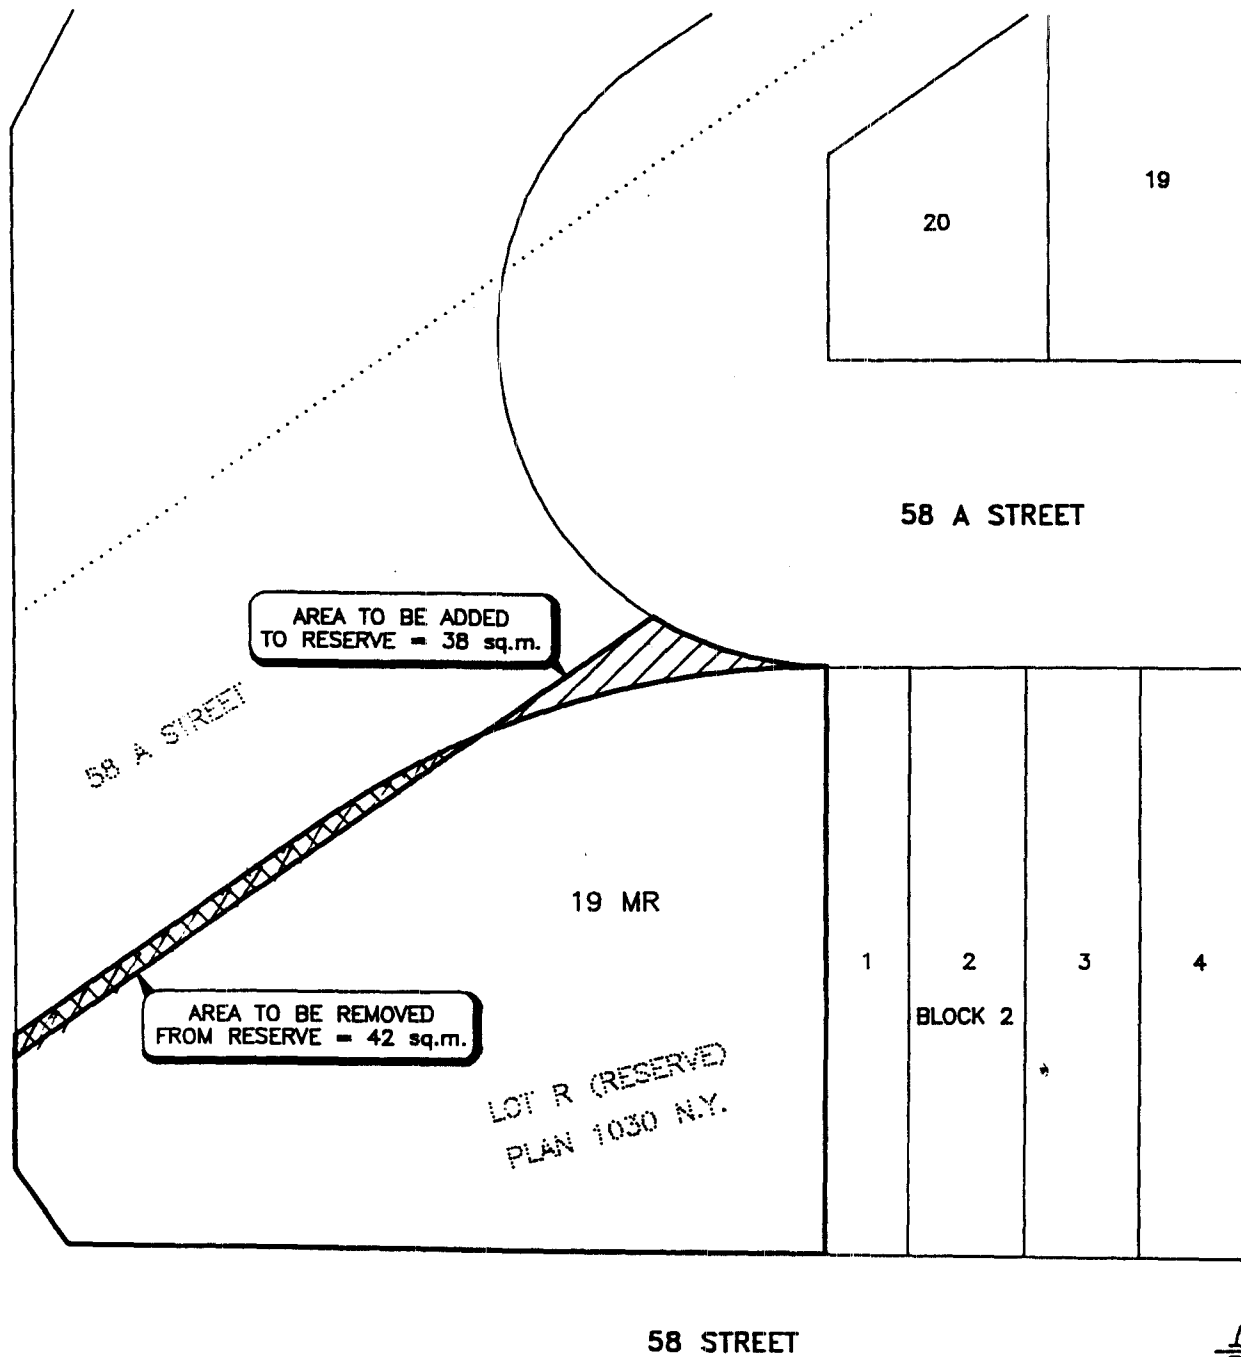 19
20
58 A STREET
AREA TO BE ADDED
TO RESERVE = 38 sq.m.
58 A STREET
19 MR
1
2
3
4
BLOCK 2
AREA TO BE REMOVED
FROM RESERVE = 42 sq.m.
LOT R (RESERVE)
PLAN 1030 N.Y.
58 STREET